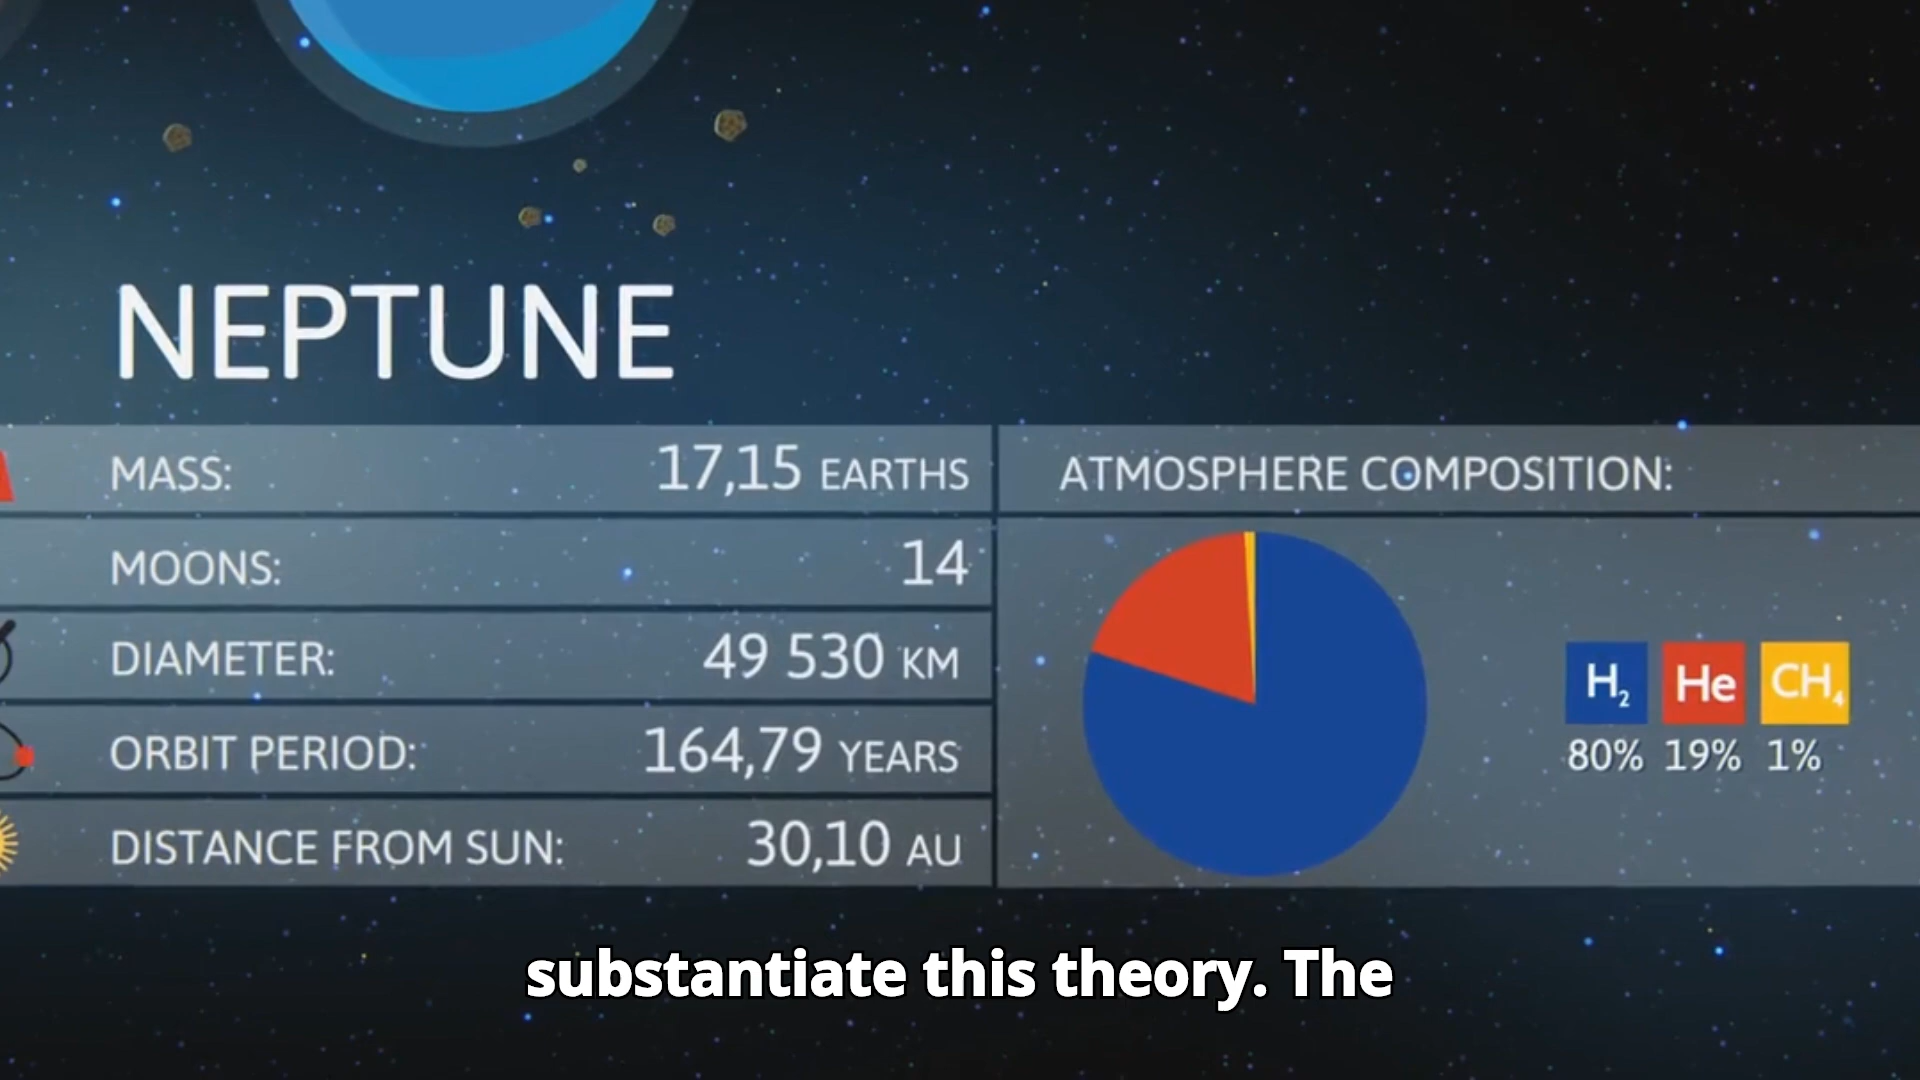 NEPTUNE
MASS: 17,15 EARTHS
MOONS: 14
DIAMETER: 49 530 KM
ORBIT PERIOD: 164,79 YEARS
DISTANCE FROM SUN: 30,10 AU
ATMOSPHERE COMPOSITION:
H₂ He CH₄
80% 19% 1%
substantiate this theory. The